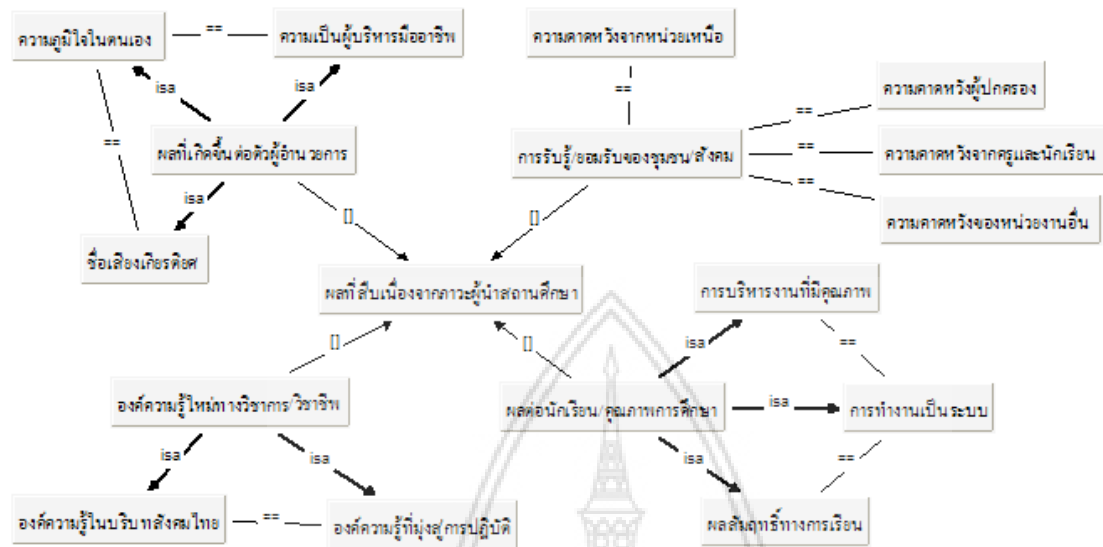 ความภูมิใจในตนเอง
==
ความเป็นผู้บริหารมืออาชีพ
ความคาดหวังจากหน่วยเหนือ
isa
isa
==
ความคาดหวังผู้ปกครอง
==
==
ผลที่เกิดขึ้นต่อตัวผู้อำนวยการ
การรับรู้/ยอมรับของชุมชน/สังคม
==
ความคาดหวังจากครูและนักเรียน
isa
==
[]
[]
ความคาดหวังของหน่วยงานอื่น
ชื่อเสียงเกียรติยศ
ผลที่สืบเนื่องจากภาวะผู้นำสถานศึกษา
การบริหารงานที่มีคุณภาพ
[]
[]
isa
==
องค์ความรู้ใหม่ทางวิชาการ/วิชาชีพ
ผลต่อนักเรียน/คุณภาพการศึกษา
isa
การทำงานเป็นระบบ
isa
isa
isa
==
องค์ความรู้ในบริบทสังคมไทย
==
องค์ความรู้ที่มุ่งสู่การปฏิบัติ
ผลสัมฤทธิ์ทางการเรียน